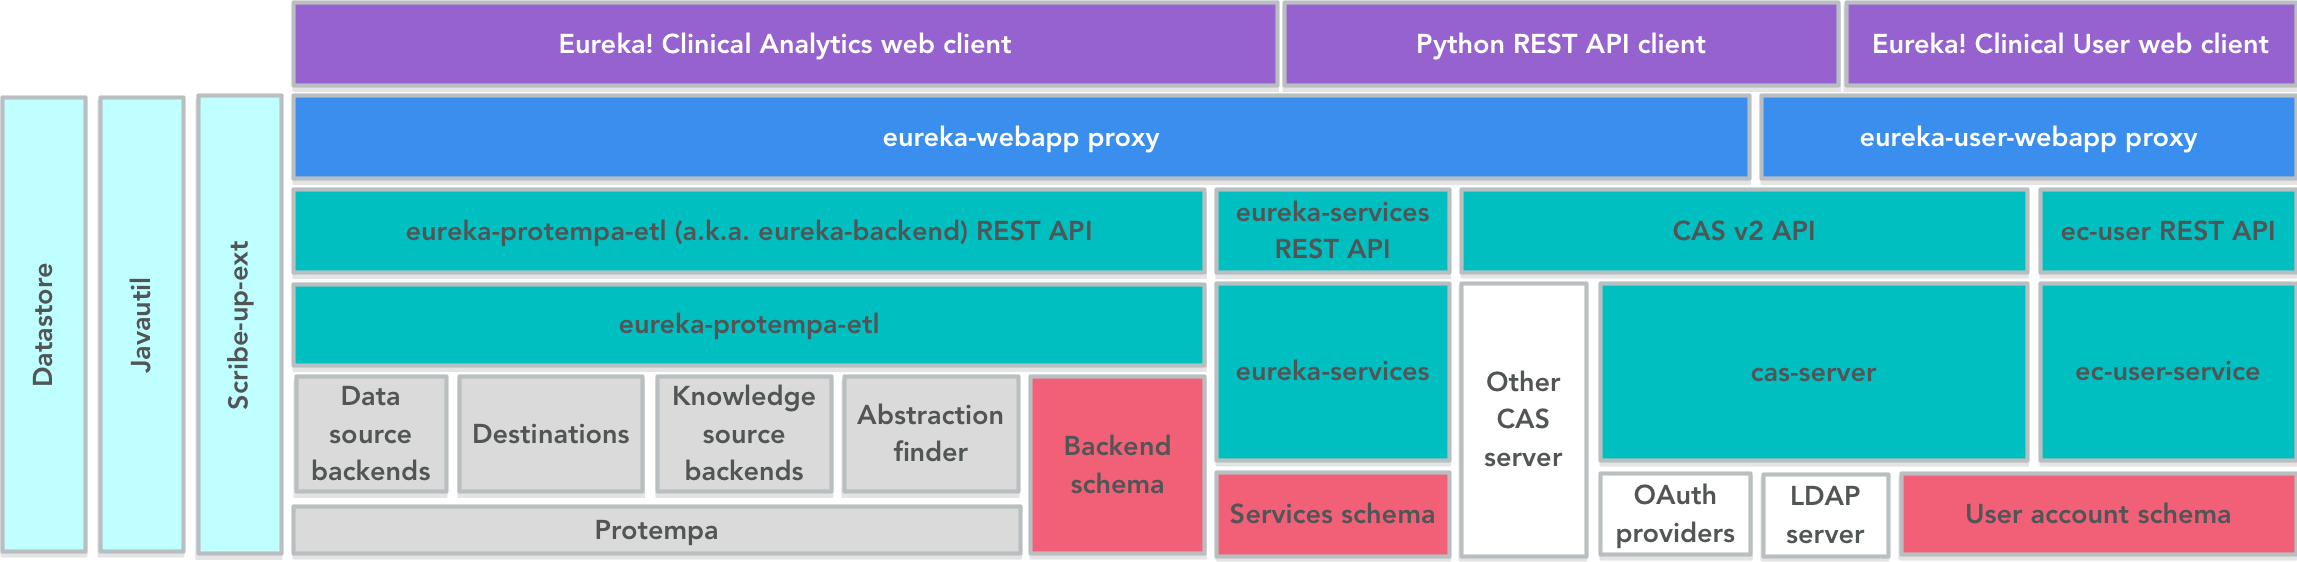 Eureka! Clinical Analytics web client
Python REST API client
Eureka! Clinical User web client
Datastore
Javautil
Scribe-up-ext
eureka-webapp proxy
eureka-user-webapp proxy
eureka-protempa-etl (a.k.a. eureka-backend) REST API
eureka-services
REST API
CAS v2 API
ec-user REST API
eureka-protempa-etl
eureka-services
Other
CAS
server
cas-server
ec-user-service
Data
source
backends
Destinations
Knowledge
source
backends
Abstraction
finder
Backend
schema
Services schema
OAuth
providers
LDAP
server
User account schema
Protempa